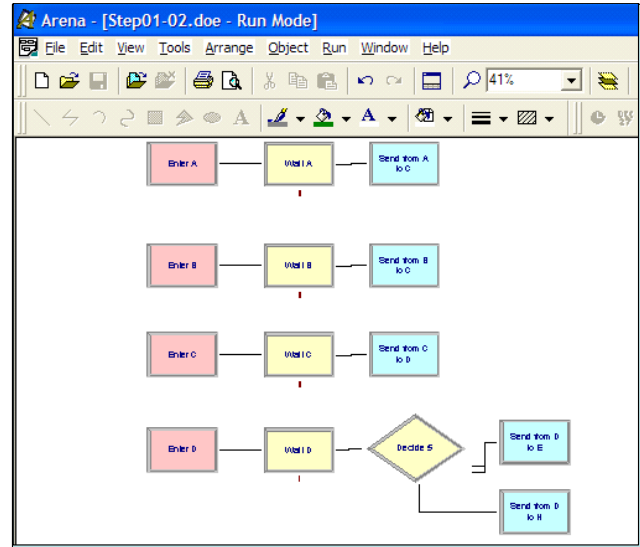 Arena - [Step01-02.doe - Run Mode]
File Edit View Tools Arrange Object Run Window Help
41%
A A
Enter A Wait A Send from A
to C
Enter B Wait B Send from B
to C
Enter C Wait C Send from C
to D
Enter D Wait D Decide 5 Send from D
to E
Send from D
to H